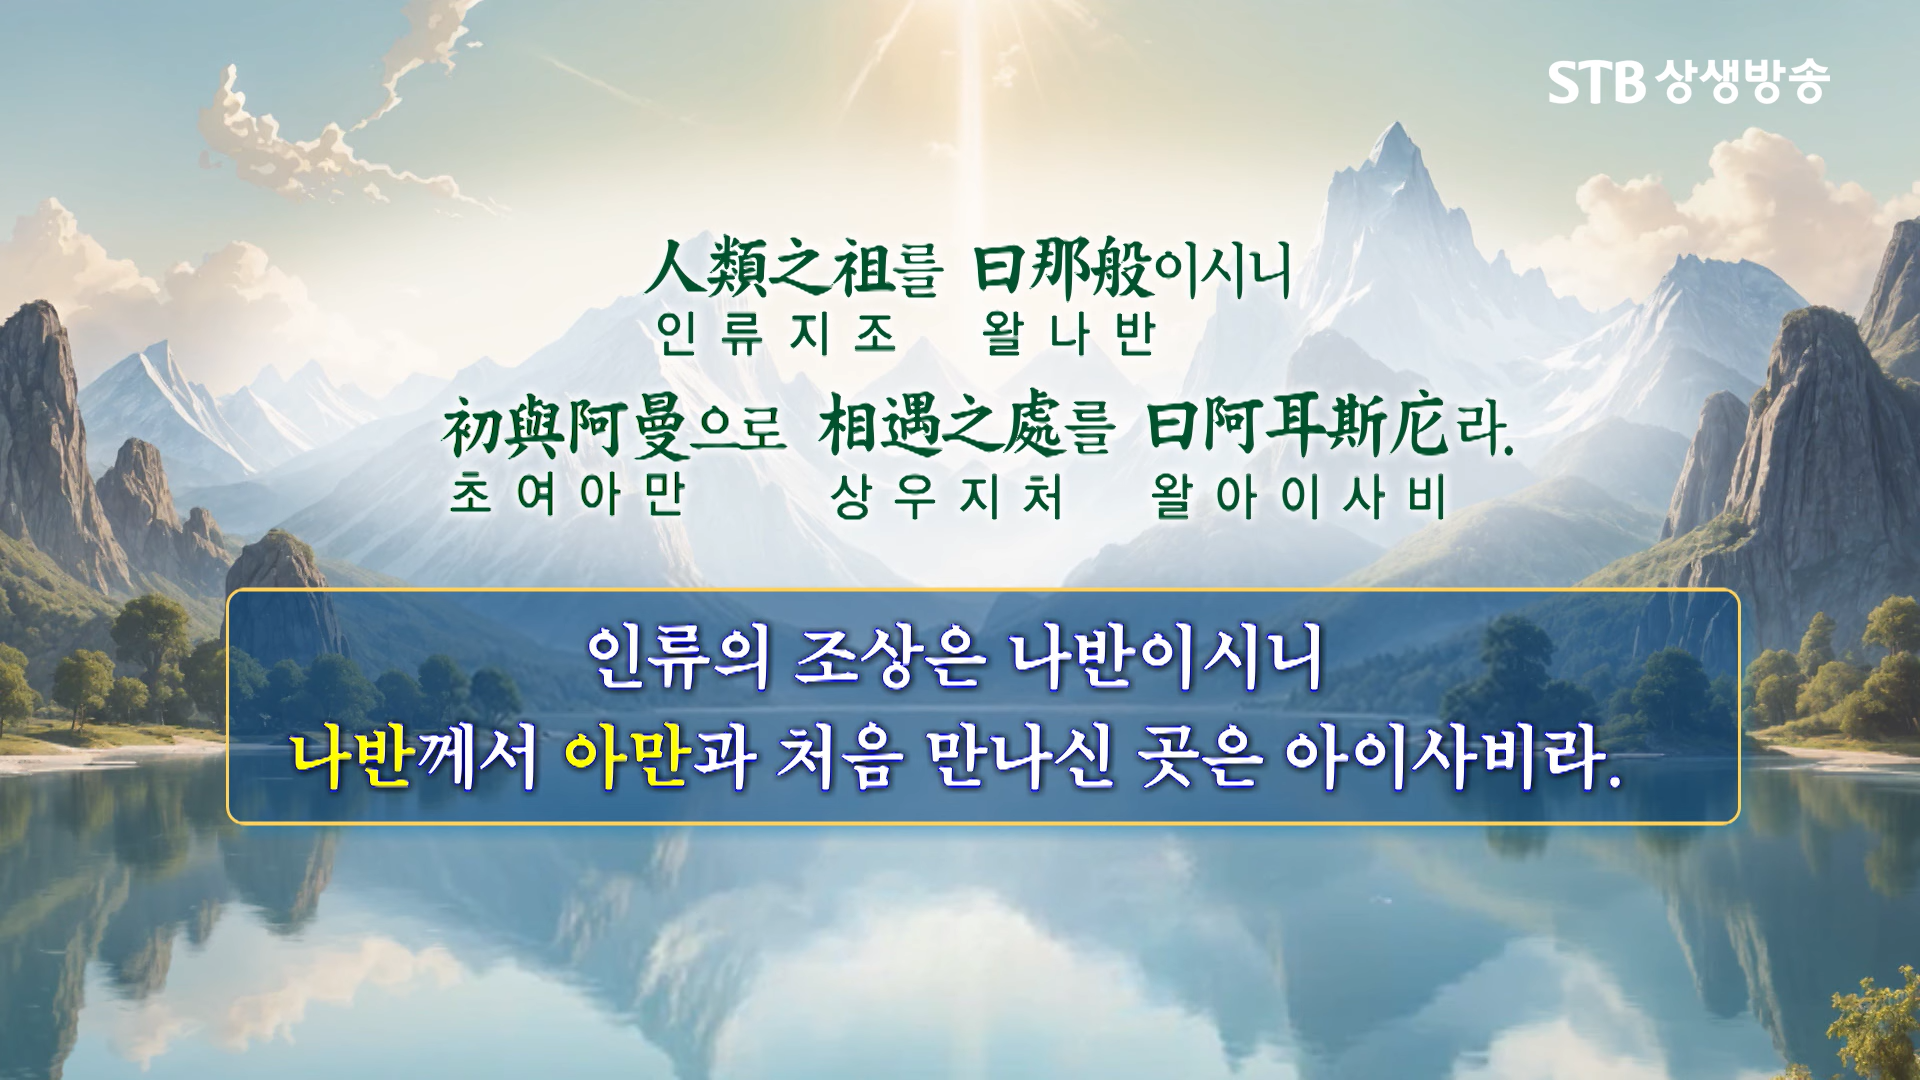 STB 상생방송
人類之祖를 曰那般이시니
인류지조 왈나반
初與阿曼으로 相遇之處를 曰阿耳斯庀라.
초여아만 상우지처 왈아이사비
인류의 조상은 나반이시니
나반께서 아만과 처음 만나신 곳은 아이사비라.